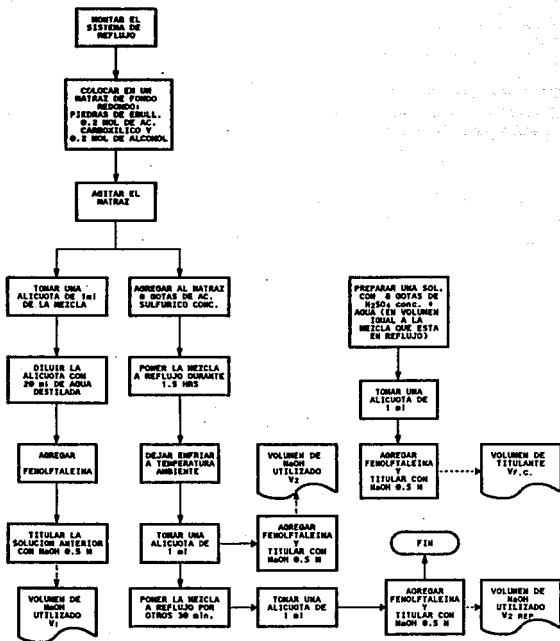 MONTAR EL
SISTEMA DE
REFLUJO
COLOCAR EN UN
MATRAZ DE FONDO
REDONDO:
PIEDRAS DE EBULL.
0.2 MOL DE AC.
CARBOXILICO Y
0.2 MOL DE ALCOHOL
AGITAR EL
MATRAZ
TOMAR UNA
ALICUOTA DE 1ml
DE LA MEZCLA
DILUIR LA
ALICUOTA CON
20 ml DE AGUA
DESTILADA
AGREGAR
FENOLFTALEINA
TITULAR LA
SOLUCION ANTERIOR
CON NaOH 0.5 N
VOLUMEN DE
NaOH
UTILIZADO
V1
AGREGAR AL MATRAZ
8 GOTAS DE AC.
SULFURICO CONC.
PONER LA MEZCLA
A REFLUJO DURANTE
1.5 HRS
DEJAR ENFRIAR
A TEMPERATURA
AMBIENTE
TOMAR UNA
ALICUOTA DE
1 ml
VOLUMEN DE
NaOH
UTILIZADO
V2
AGREGAR
FENOLFTALEINA
Y
TITULAR CON
NaOH 0.5 N
PONER LA MEZCLA
A REFLUJO POR
OTROS 30 min.
TOMAR UNA
ALICUOTA DE
1 ml
AGREGAR
FENOLFTALEINA
Y
TITULAR CON
NaOH 0.5 N
FIN
VOLUMEN DE
NaOH
UTILIZADO
V2 REP
PREPARAR UNA SOL.
CON 8 GOTAS DE
H2SO4 conc. +
AGUA (EN VOLUMEN
IGUAL A LA
MEZCLA QUE ESTA
EN REFLUJO)
TOMAR UNA
ALICUOTA DE
1 ml
AGREGAR
FENOLFTALEINA
Y
TITULAR CON
NaOH 0.5 N
VOLUMEN DE
TITULANTE
VF.C.